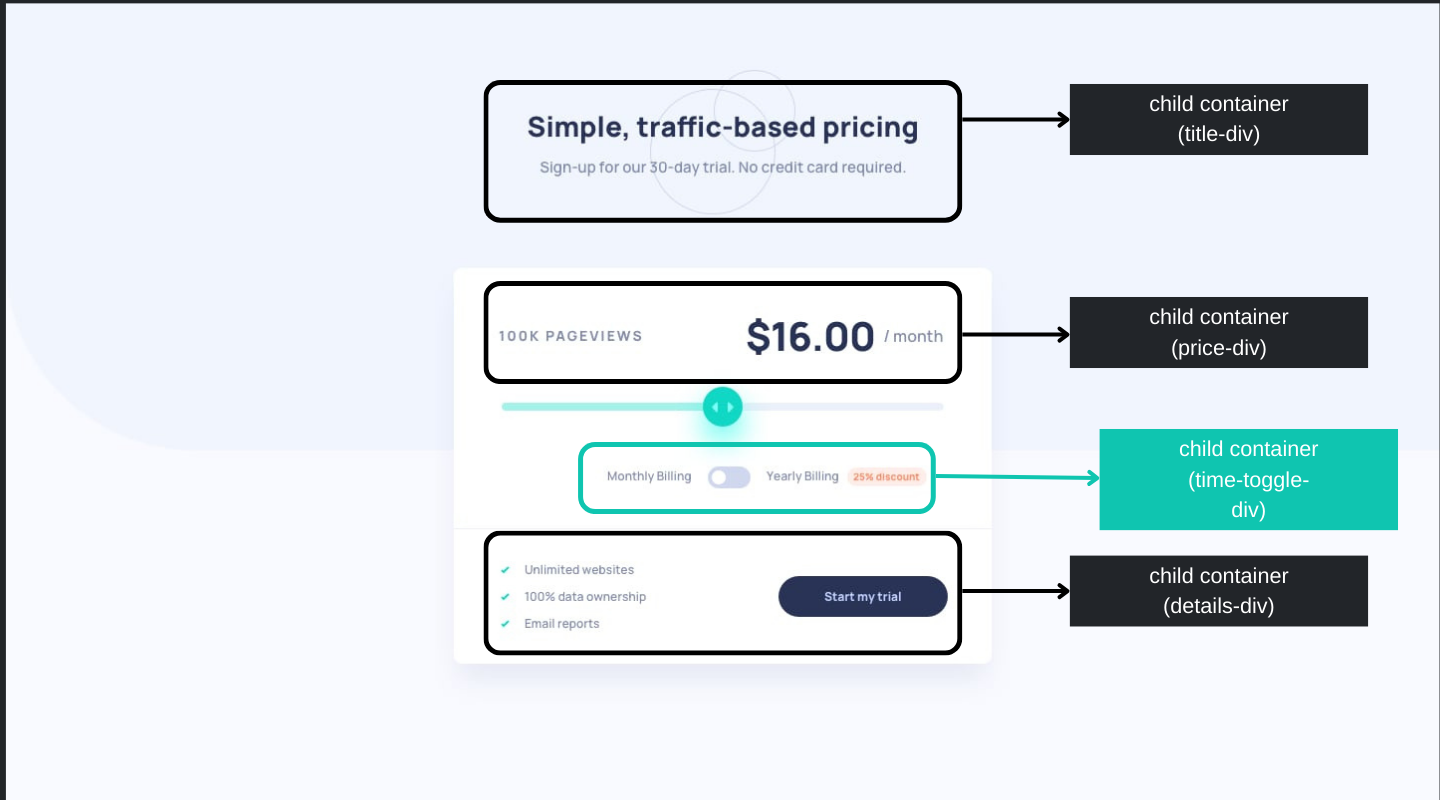 Simple, traffic-based pricing
Sign-up for our 30-day trial. No credit card required.
child container
(title-div)
100K PAGEVIEWS
$16.00 / month
child container
(price-div)
Monthly Billing
Yearly Billing
25% discount
child container
(time-toggle-
div)
Unlimited websites
100% data ownership
Email reports
Start my trial
child container
(details-div)